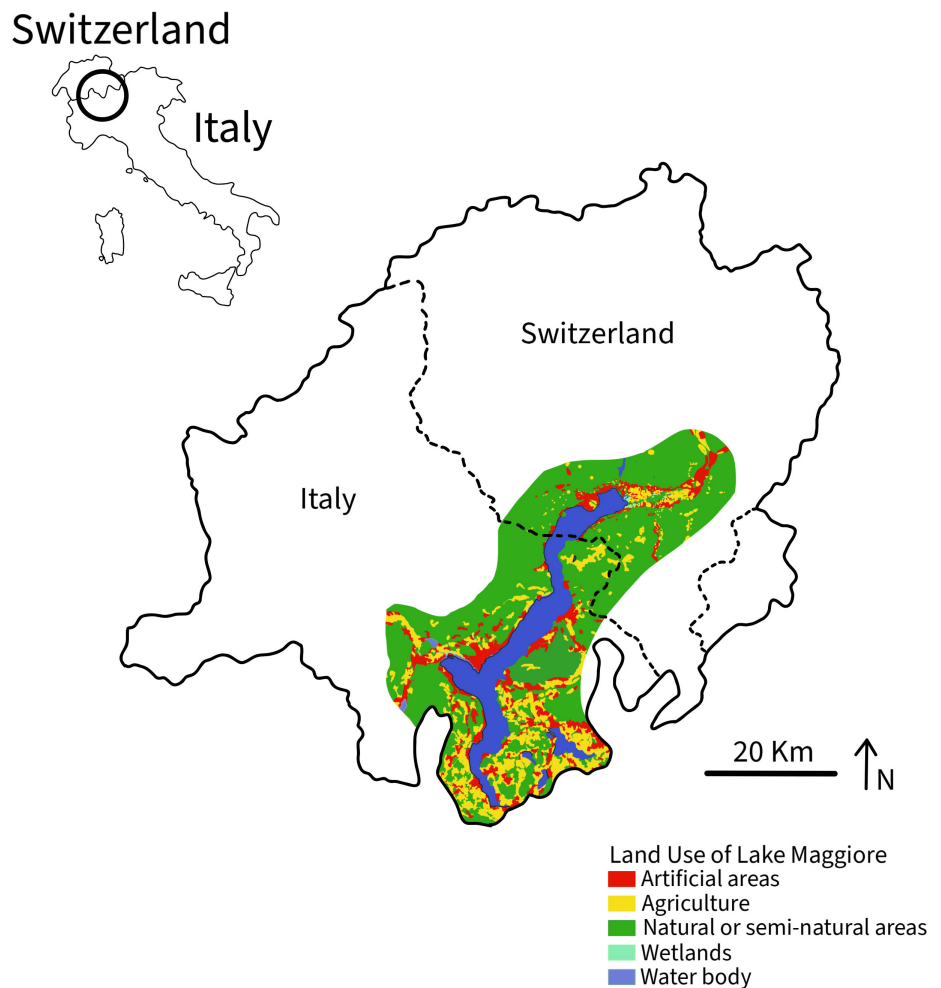 Switzerland
Italy
Switzerland
Italy
20 Km
N
Land Use of Lake Maggiore
Artificial areas
Agriculture
Natural or semi-natural areas
Wetlands
Water body